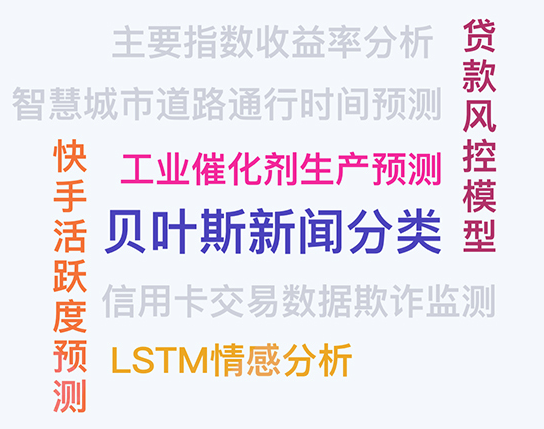 主要指数收益率分析
智慧城市道路通行时间预测
贷款风控模型
快手活跃度预测
工业催化剂生产预测
贝叶斯新闻分类
信用卡交易数据欺诈监测
LSTM情感分析